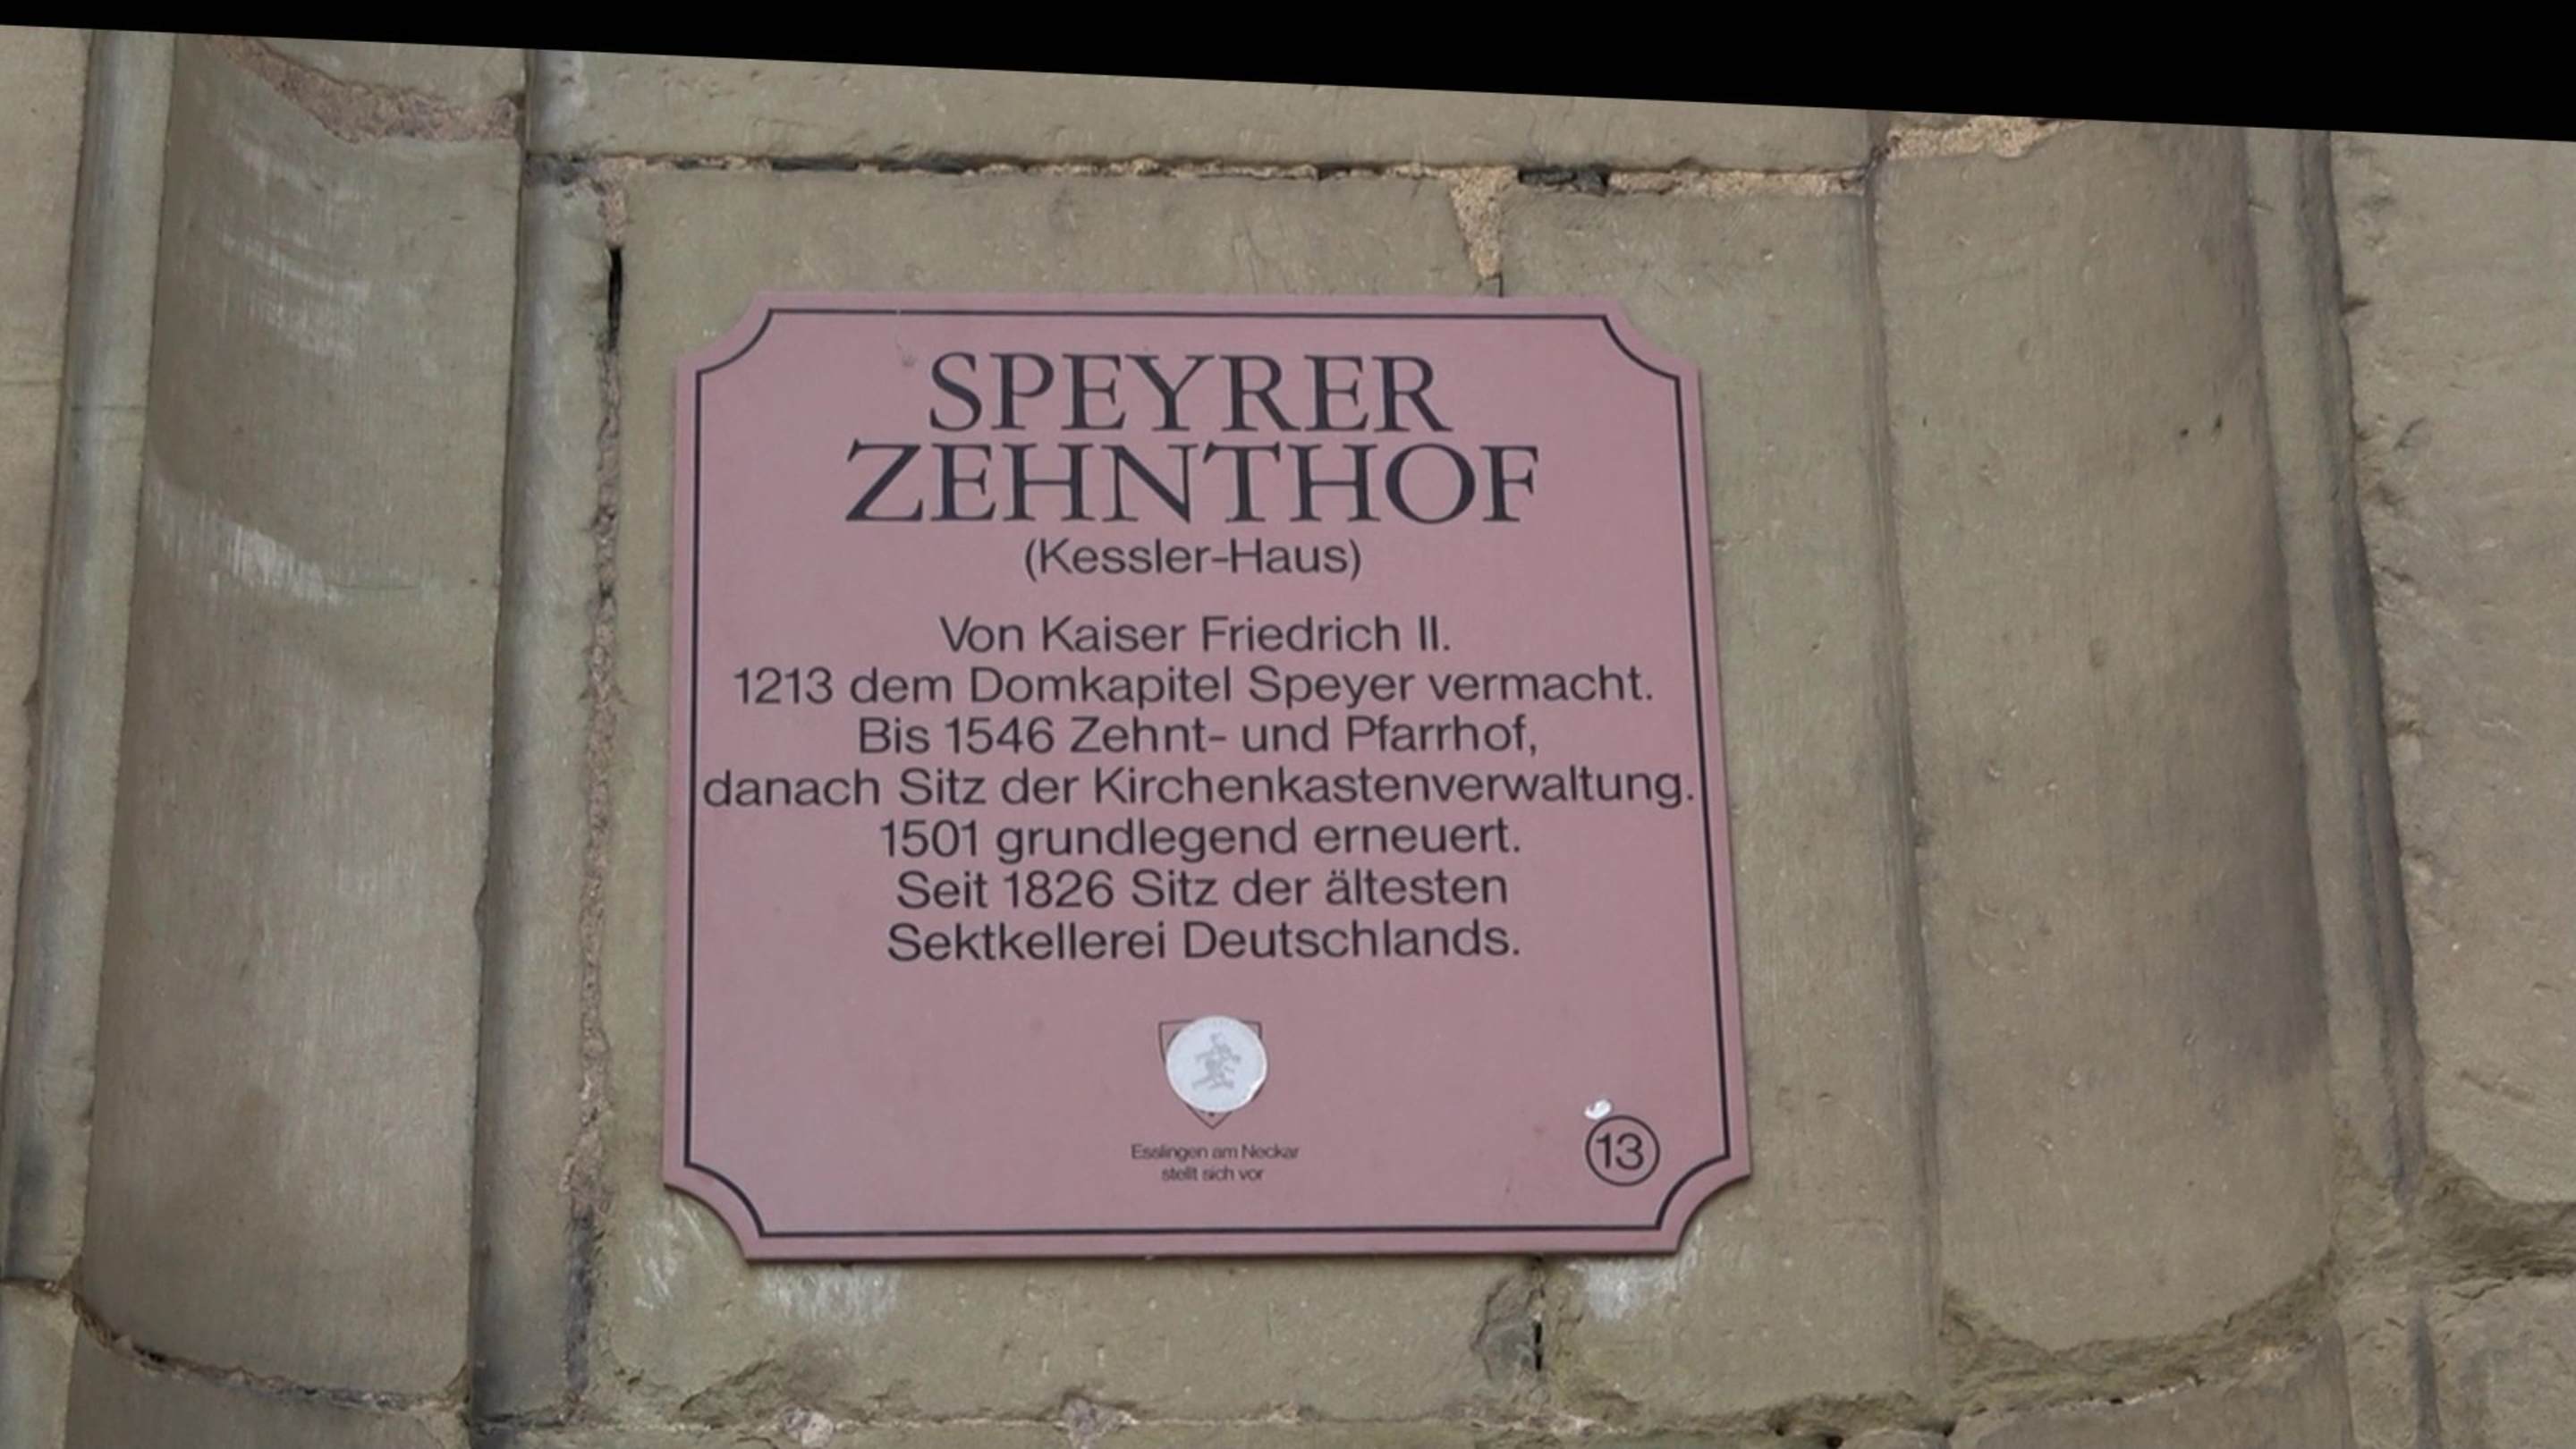 SPEYRER
ZEHNTHOF
(Kessler-Haus)
Von Kaiser Friedrich II.
1213 dem Domkapitel Speyer vermacht.
Bis 1546 Zehnt- und Pfarrhof,
danach Sitz der Kirchenkastenverwaltung.
1501 grundlegend erneuert.
Seit 1826 Sitz der ältesten
Sektkellerei Deutschlands.
Esslingen am Neckar
stellt sich vor
13